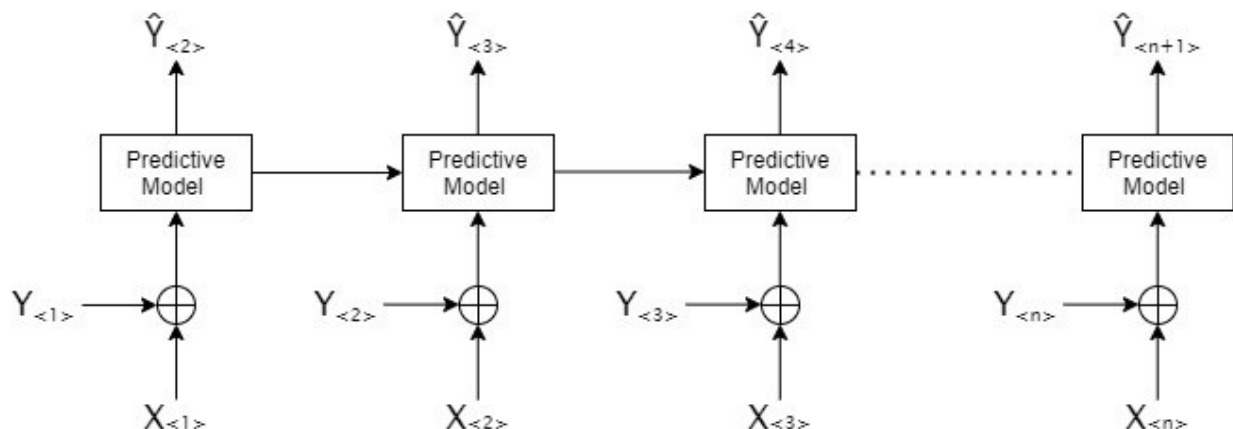 Ŷ<2> Ŷ<3> Ŷ<4> Ŷ<n+1>
Predictive Model Predictive Model Predictive Model Predictive Model
Y<1> Y<2> Y<3> Y<n>
X<1> X<2> X<3> X<n>